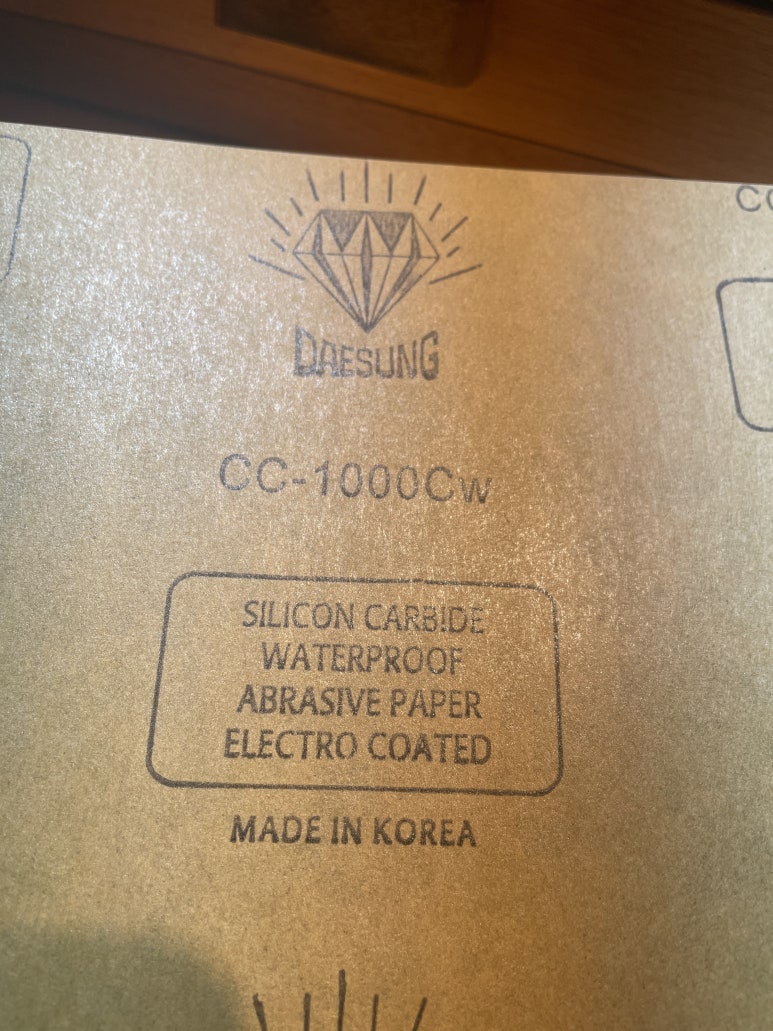 DAESUNG
CC-1000Cw
SILICON CARBIDE
WATERPROOF
ABRASIVE PAPER
ELECTRO COATED
MADE IN KOREA